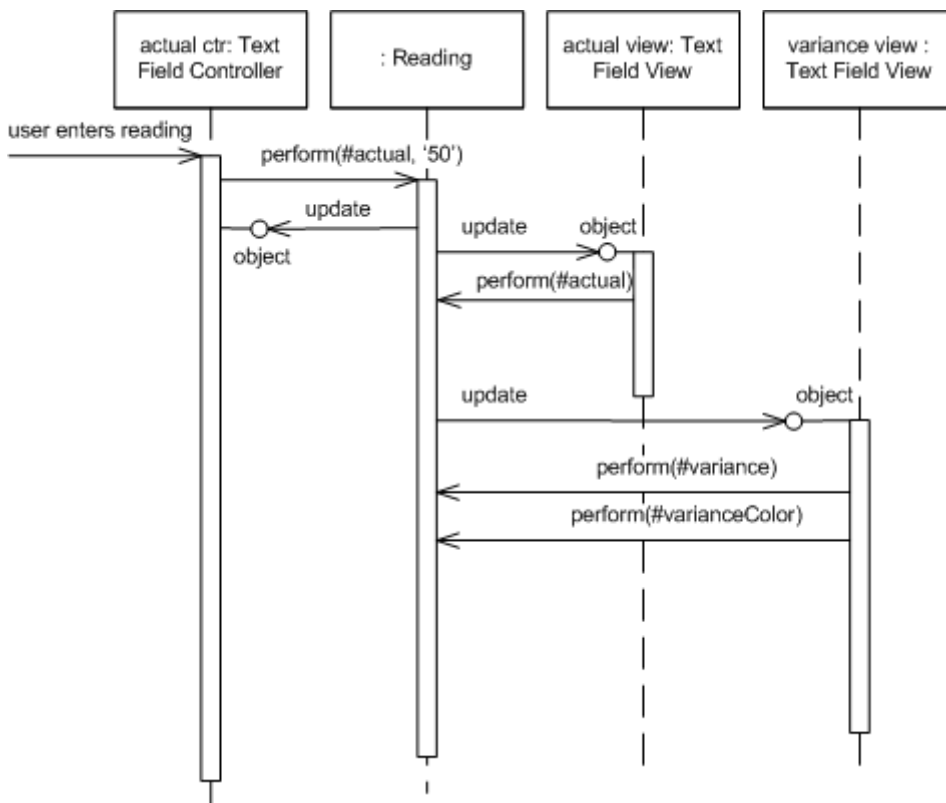 actual ctr: Text
Field Controller
: Reading
actual view: Text
Field View
variance view :
Text Field View
user enters reading
perform(#actual, ‘50’)
update
object
update
object
perform(#actual)
update
object
perform(#variance)
perform(#varianceColor)